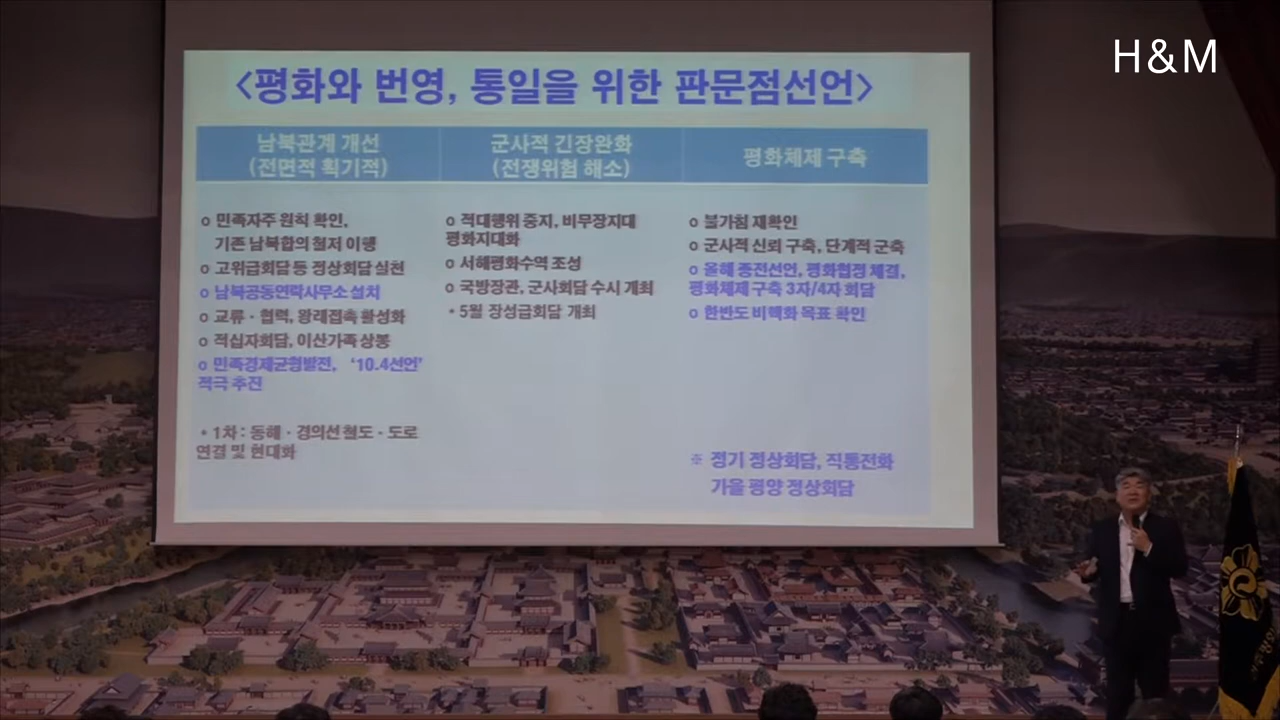 H&M
<평화와 번영, 통일을 위한 판문점선언>
남북관계 개선
(전면적 획기적)
군사적 긴장완화
(전쟁위험 해소)
평화체제 구축
o 민족자주 원칙 확인,
기존 남북합의 철저 이행
o 고위급회담 등 정상회담 실천
o 남북공동연락사무소 설치
o 교류·협력, 왕래접촉 활성화
o 적십자회담, 이산가족 상봉
o 민족경제균형발전, '10.4선언'
적극 추진
* 1차: 동해·경의선 철도·도로
연결 및 현대화
o 적대행위 중지, 비무장지대
평화지대화
o 서해평화수역 조성
o 국방장관, 군사회담 수시 개최
* 5월 장성급회담 개최
o 불가침 재확인
o 군사적 신뢰 구축, 단계적 군축
o 올해 종전선언, 평화협정 체결,
평화체제 구축 3자/4자 회담
o 한반도 비핵화 목표 확인
※ 정기 정상회담, 직통전화
가을 평양 정상회담